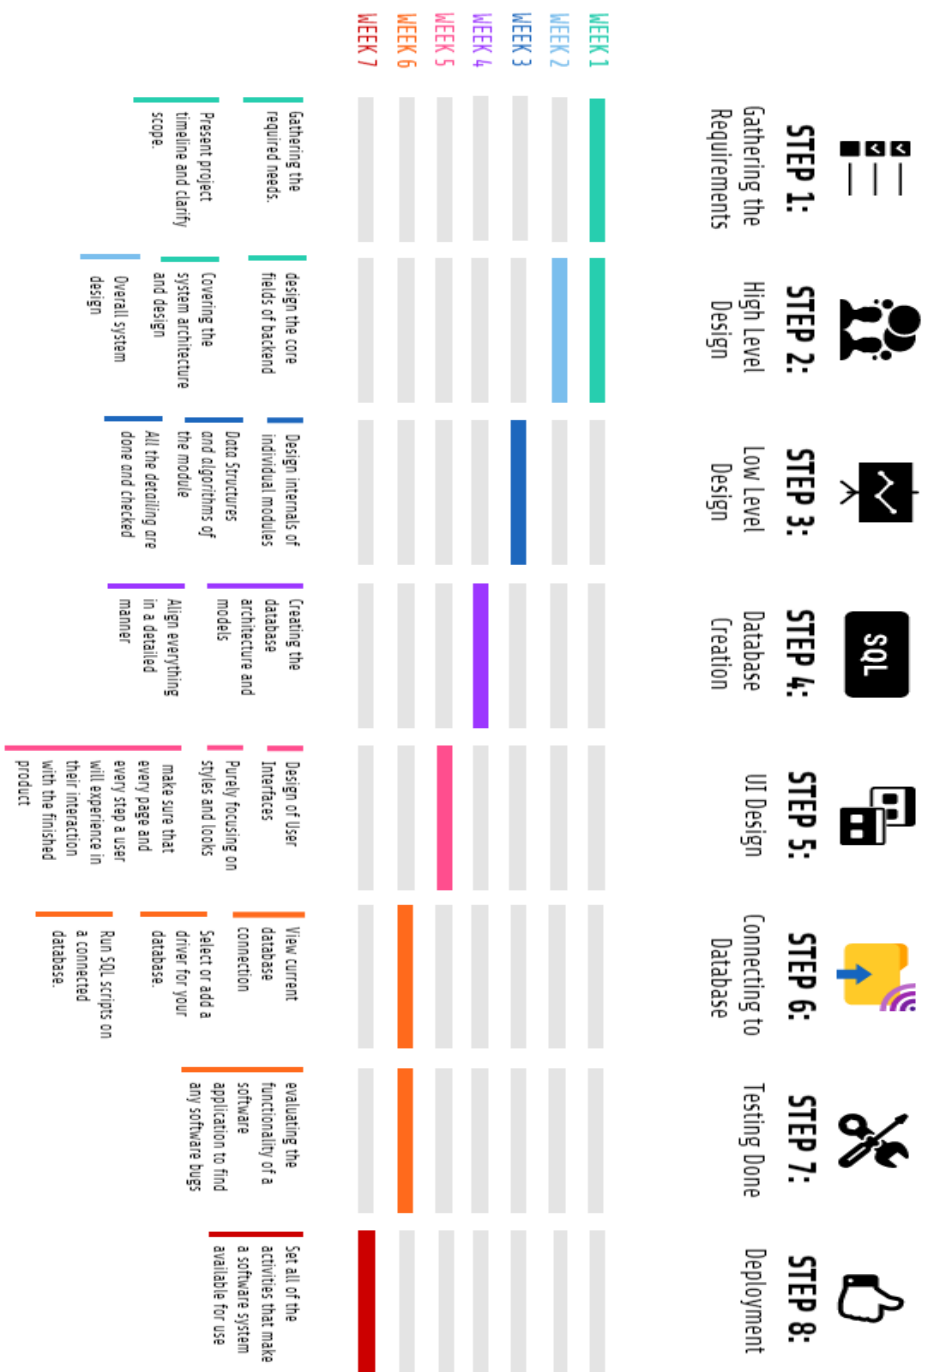 STEP 1:
Gathering the
Requirements
STEP 2:
High Level
Design
STEP 3:
Low Level
Design
STEP 4:
SQL
Database
Creation
STEP 5:
UI Design
STEP 6:
Connecting to
Database
STEP 7:
Testing Done
STEP 8:
Deployment
WEEK 1
WEEK 2
WEEK 3
WEEK 4
WEEK 5
WEEK 6
WEEK 7
Gathering the
required needs.
Present project
timeline and clarify
scope.
design the core
fields of backend
Covering the
system architecture
and design
Overall system
design
Design internals of
individual modules
Data Structures
and algorithms of
the module
All the detailing are
done and checked
Creating the
database
architecture and
models
Align everything
in a detailed
manner
Design of User
Interfaces
Purely focusing on
styles and looks
make sure that
every page and
every step a user
will experience in
their interaction
with the finished
product
View current
database
connection
Select or add a
driver for your
database.
Run SQL scripts on
a connected
database.
evaluating the
functionality of a
software
application to find
any software bugs
Set all of the
activities that make
a software system
available for use